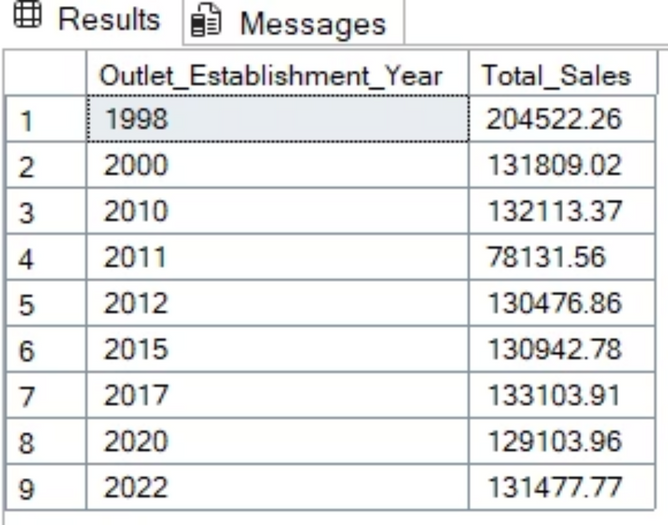 Results Messages
Outlet_Establishment_Year Total_Sales
1 1998 204522.26
2 2000 131809.02
3 2010 132113.37
4 2011 78131.56
5 2012 130476.86
6 2015 130942.78
7 2017 133103.91
8 2020 129103.96
9 2022 131477.77